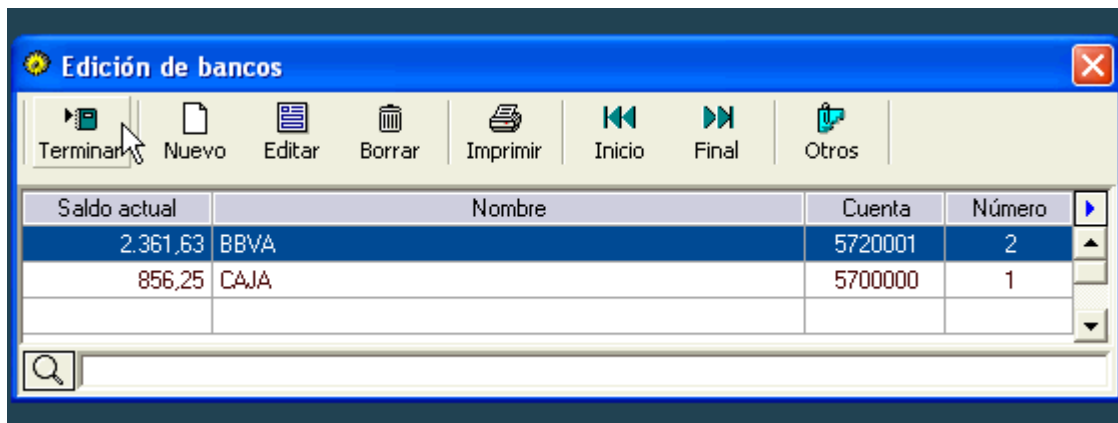 Edición de bancos
Terminar Nuevo Editar Borrar Imprimir Inicio Final Otros
Saldo actual Nombre Cuenta Número
2.361,63 BBVA 5720001 2
856,25 CAJA 5700000 1